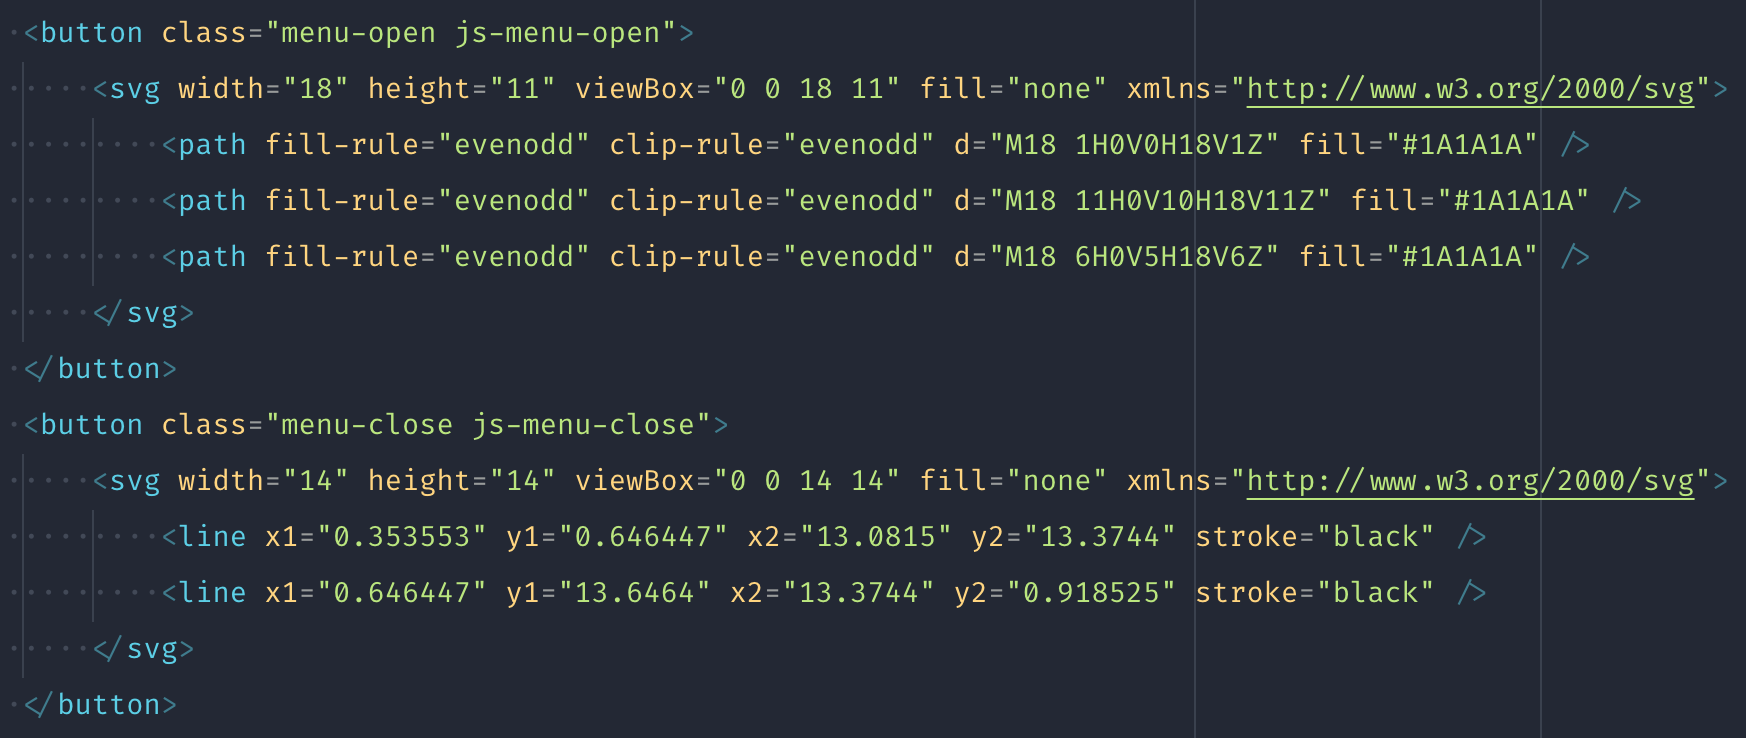 <button class="menu-open js-menu-open">
<svg width="18" height="11" viewBox="0 0 18 11" fill="none" xmlns="http://www.w3.org/2000/svg">
<path fill-rule="evenodd" clip-rule="evenodd" d="M18 1H0V0H18V1Z" fill="#1A1A1A" />
<path fill-rule="evenodd" clip-rule="evenodd" d="M18 11H0V10H18V11Z" fill="#1A1A1A" />
<path fill-rule="evenodd" clip-rule="evenodd" d="M18 6H0V5H18V6Z" fill="#1A1A1A" />
</svg>
</button>
<button class="menu-close js-menu-close">
<svg width="14" height="14" viewBox="0 0 14 14" fill="none" xmlns="http://www.w3.org/2000/svg">
<line x1="0.353553" y1="0.646447" x2="13.0815" y2="13.3744" stroke="black" />
<line x1="0.646447" y1="13.6464" x2="13.3744" y2="0.918525" stroke="black" />
</svg>
</button>